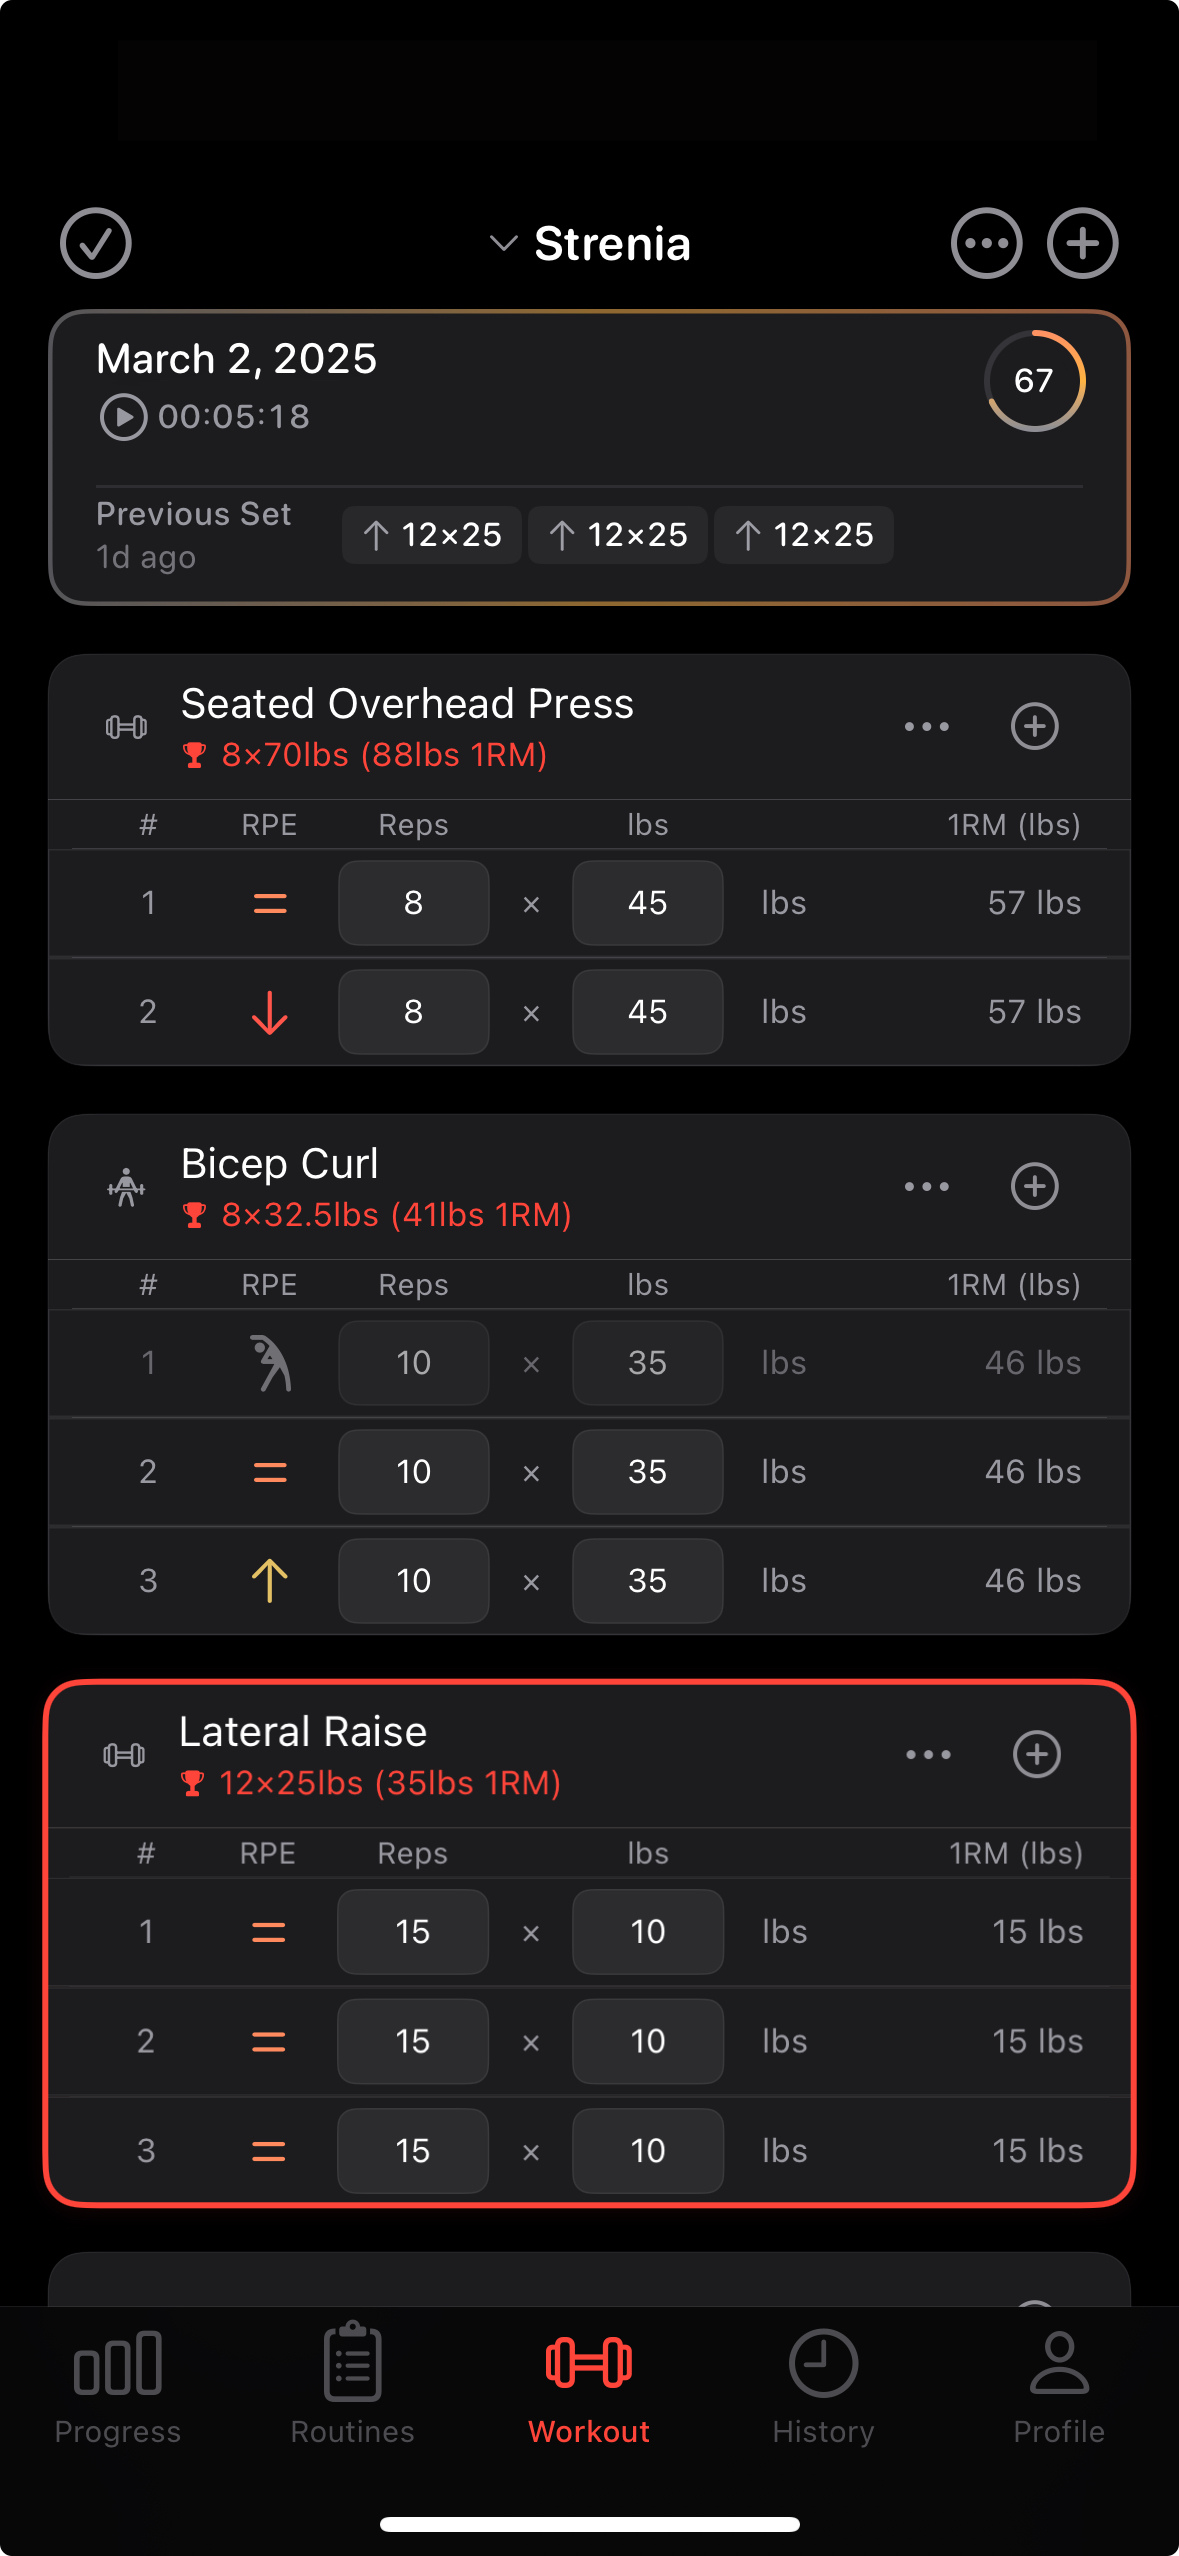 Strenia
March 2, 2025
67
00:05:18
Previous Set
1d ago
12×25 12×25 12×25
Seated Overhead Press
8×70lbs (88lbs 1RM)
# RPE Reps lbs 1RM (lbs)
1 = 8 × 45 lbs 57 lbs
2 ↓ 8 × 45 lbs 57 lbs
Bicep Curl
8×32.5lbs (41lbs 1RM)
# RPE Reps lbs 1RM (lbs)
1 10 × 35 lbs 46 lbs
2 = 10 × 35 lbs 46 lbs
3 ↑ 10 × 35 lbs 46 lbs
Lateral Raise
12×25lbs (35lbs 1RM)
# RPE Reps lbs 1RM (lbs)
1 = 15 × 10 lbs 15 lbs
2 = 15 × 10 lbs 15 lbs
3 = 15 × 10 lbs 15 lbs
Progress Routines Workout History Profile